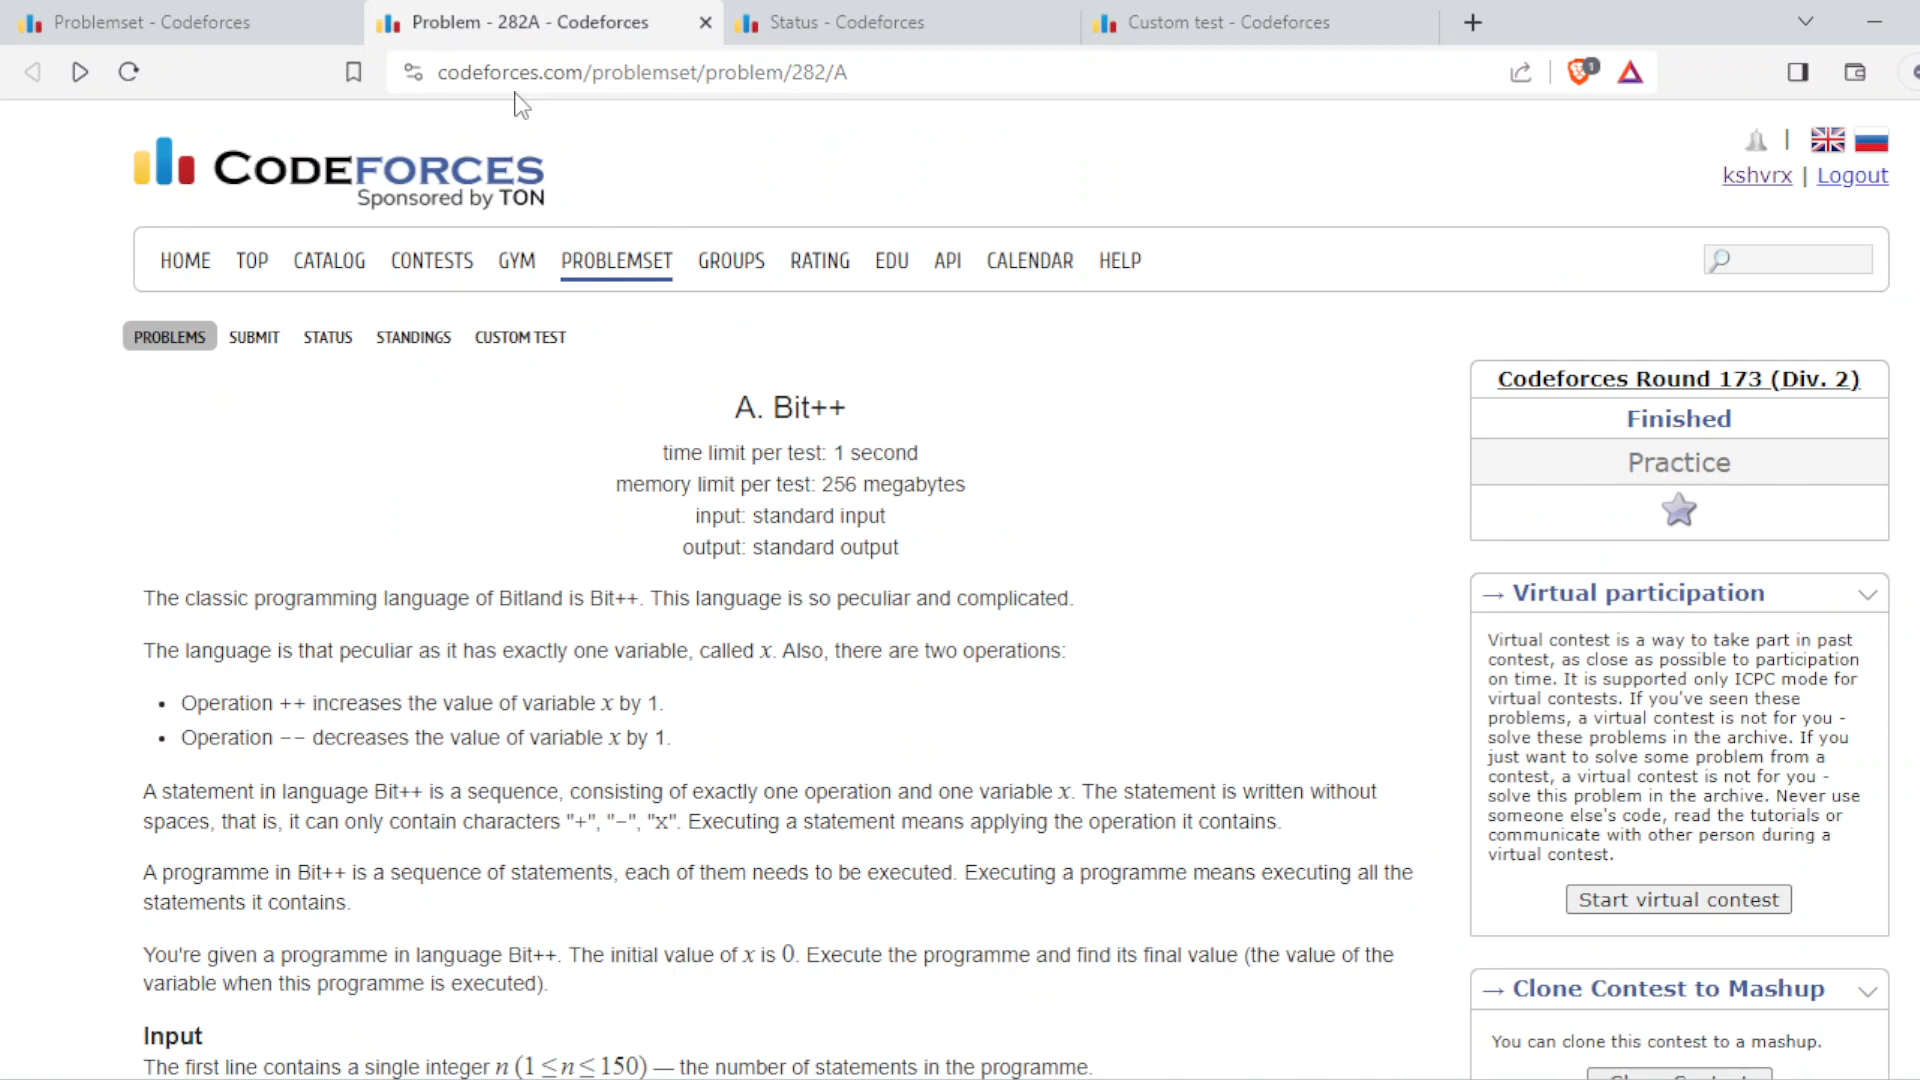 Problemset - Codeforces
Problem - 282A - Codeforces
Status - Codeforces
Custom test - Codeforces
codeforces.com/problemset/problem/282/A
1
CODEFORCES
Sponsored by TON
kshvrx | Logout
HOME TOP CATALOG CONTESTS GYM PROBLEMSET GROUPS RATING EDU API CALENDAR HELP
PROBLEMS SUBMIT STATUS STANDINGS CUSTOM TEST
A. Bit++
time limit per test: 1 second
memory limit per test: 256 megabytes
input: standard input
output: standard output
The classic programming language of Bitland is Bit++. This language is so peculiar and complicated.
The language is that peculiar as it has exactly one variable, called x. Also, there are two operations:
• Operation ++ increases the value of variable x by 1.
• Operation −− decreases the value of variable x by 1.
A statement in language Bit++ is a sequence, consisting of exactly one operation and one variable x. The statement is written without
spaces, that is, it can only contain characters "+", "−", "x". Executing a statement means applying the operation it contains.
A programme in Bit++ is a sequence of statements, each of them needs to be executed. Executing a programme means executing all the
statements it contains.
You're given a programme in language Bit++. The initial value of x is 0. Execute the programme and find its final value (the value of the
variable when this programme is executed).
Input
The first line contains a single integer n (1 ≤ n ≤ 150) — the number of statements in the programme.
Codeforces Round 173 (Div. 2)
Finished
Practice
→ Virtual participation
Virtual contest is a way to take part in past
contest, as close as possible to participation
on time. It is supported only ICPC mode for
virtual contests. If you've seen these
problems, a virtual contest is not for you -
solve these problems in the archive. If you
just want to solve some problem from a
contest, a virtual contest is not for you -
solve this problem in the archive. Never use
someone else's code, read the tutorials or
communicate with other person during a
virtual contest.
Start virtual contest
→ Clone Contest to Mashup
You can clone this contest to a mashup.